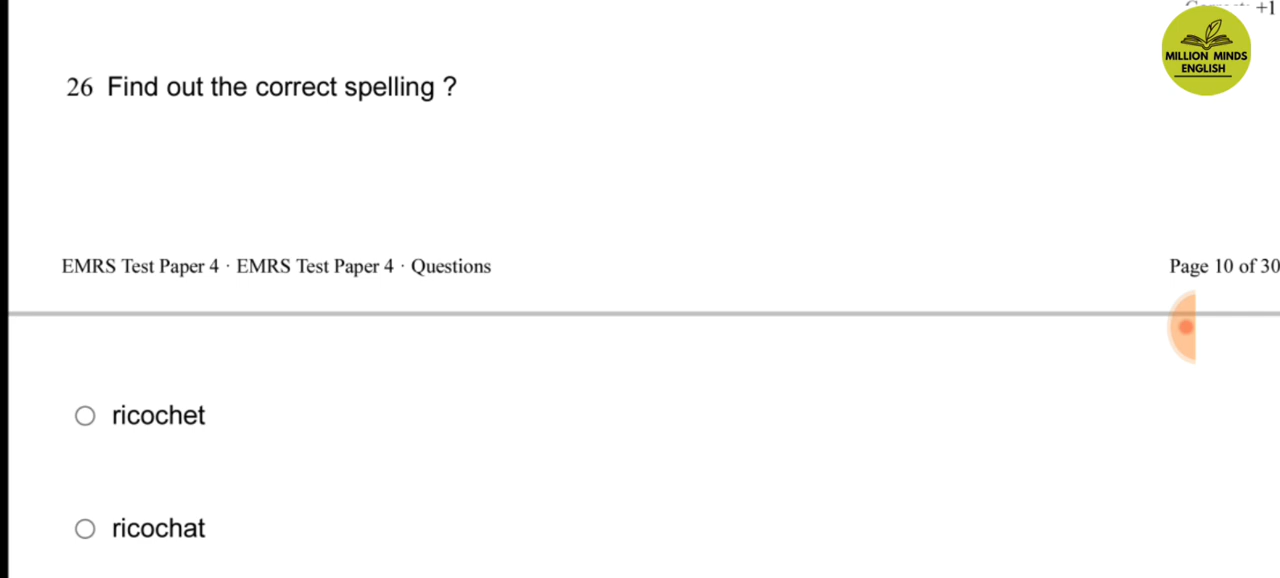 +1
MILLION MINDS
ENGLISH
26 Find out the correct spelling ?
EMRS Test Paper 4 · EMRS Test Paper 4 · Questions
Page 10 of 30
ricochet
ricochat